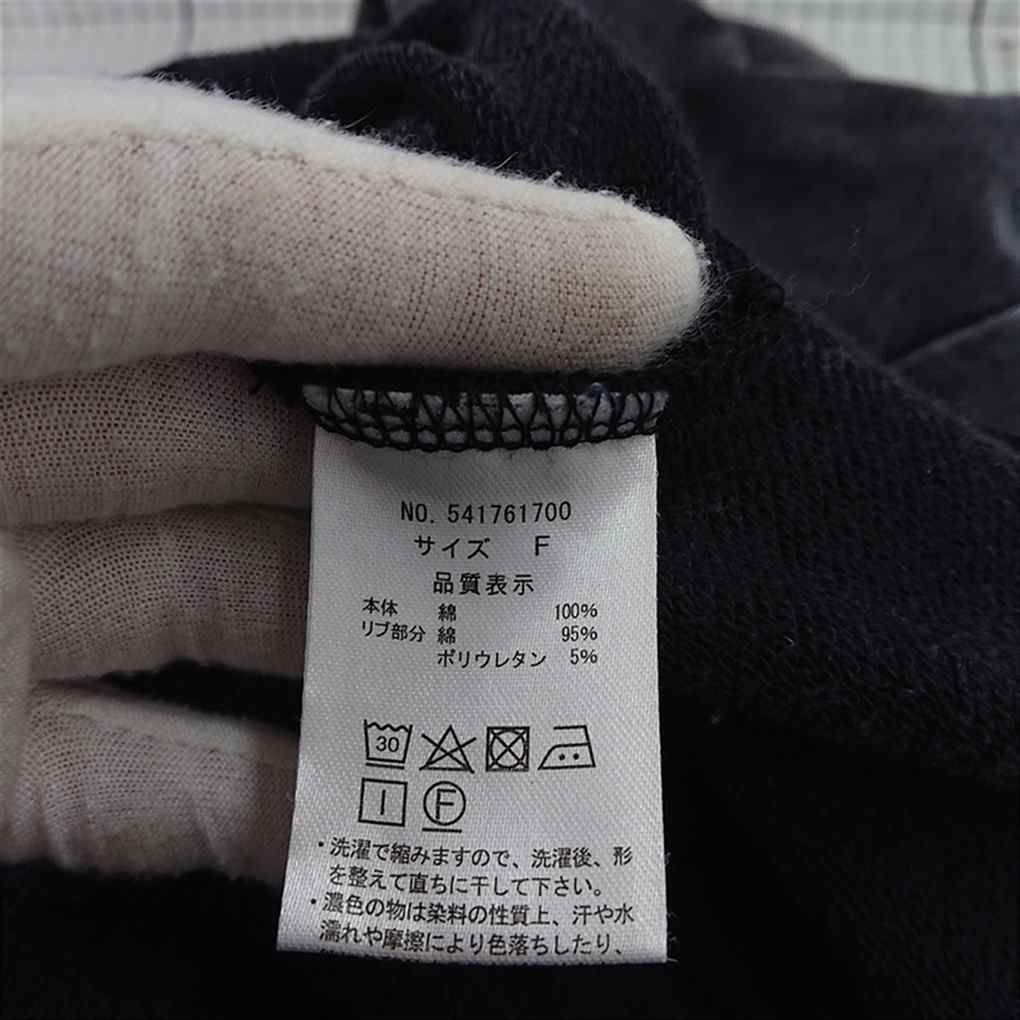 NO. 541761700
サイズ F
品質表示
本体 綿 100%
リブ部分 綿 95%
ポリウレタン 5%
30
F
・洗濯で縮みますので、洗濯後、形
を整えて直ちに干して下さい。
・濃色の物は染料の性質上、汗や水
濡れや摩擦により色落ちしたり、